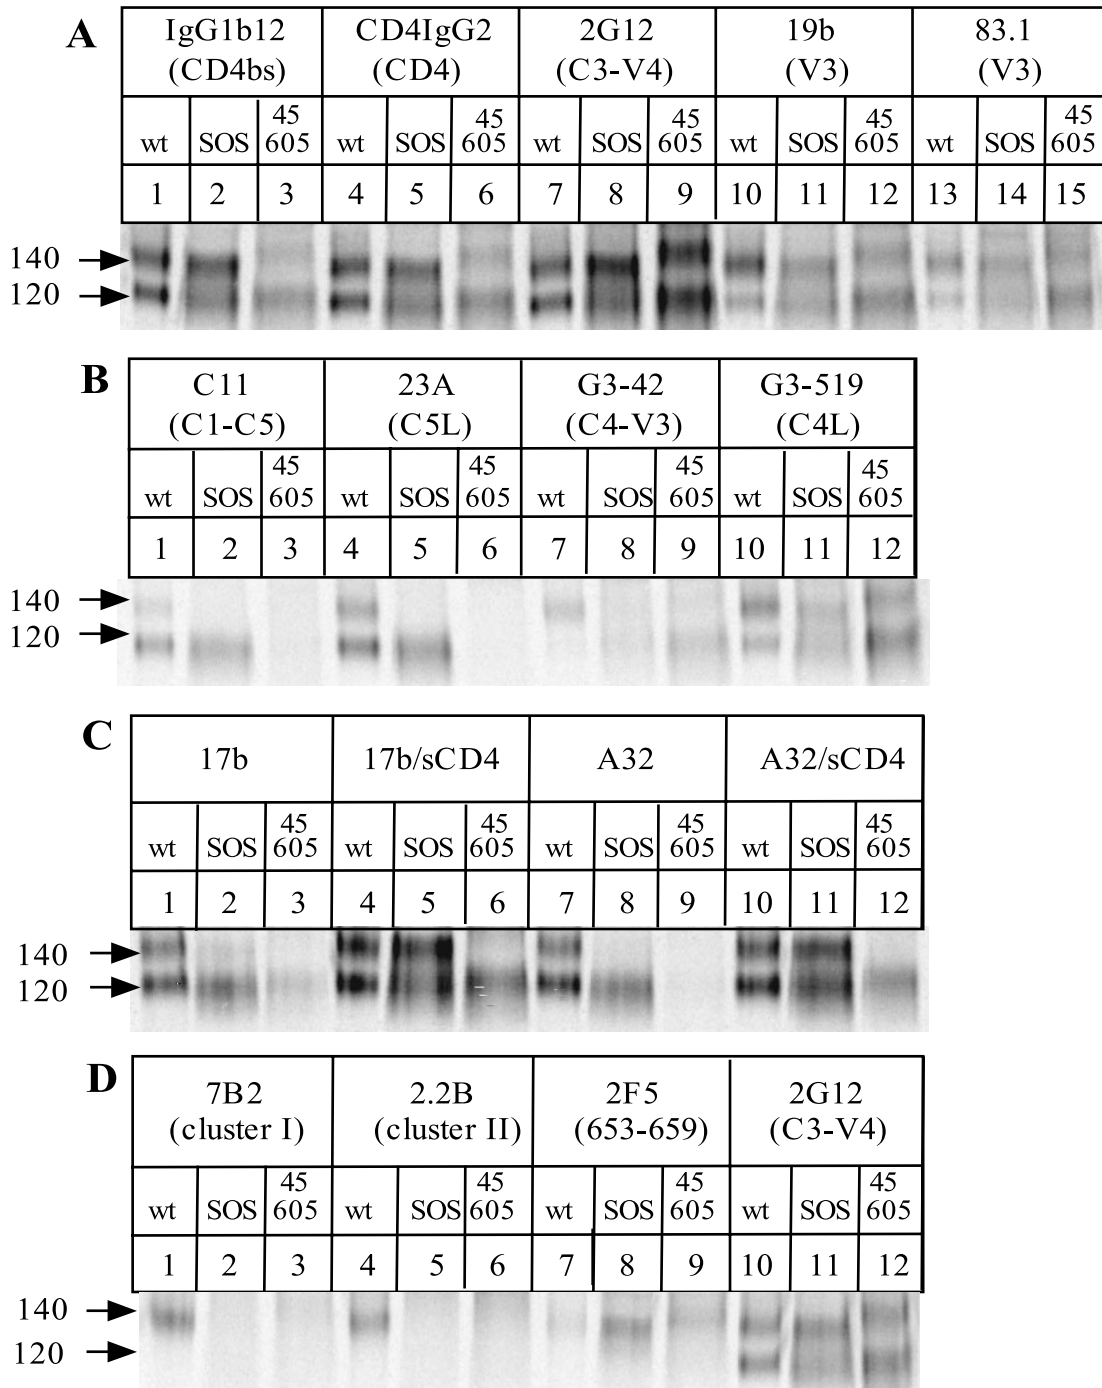 A
IgG1b12 CD4IgG2 2G12 19b 83.1
(CD4bs) (CD4) (C3-V4) (V3) (V3)
45 45 45 45 45
wt SOS 605 wt SOS 605 wt SOS 605 wt SOS 605 wt SOS 605
1 2 3 4 5 6 7 8 9 10 11 12 13 14 15
140
120
B
C11 23A G3-42 G3-519
(C1-C5) (C5L) (C4-V3) (C4L)
45 45 45 45
wt SOS 605 wt SOS 605 wt SOS 605 wt SOS 605
1 2 3 4 5 6 7 8 9 10 11 12
140
120
C
17b 17b/sCD4 A32 A32/sCD4
45 45 45 45
wt SOS 605 wt SOS 605 wt SOS 605 wt SOS 605
1 2 3 4 5 6 7 8 9 10 11 12
140
120
D
7B2 2.2B 2F5 2G12
(cluster I) (cluster II) (653-659) (C3-V4)
45 45 45 45
wt SOS 605 wt SOS 605 wt SOS 605 wt SOS 605
1 2 3 4 5 6 7 8 9 10 11 12
140
120